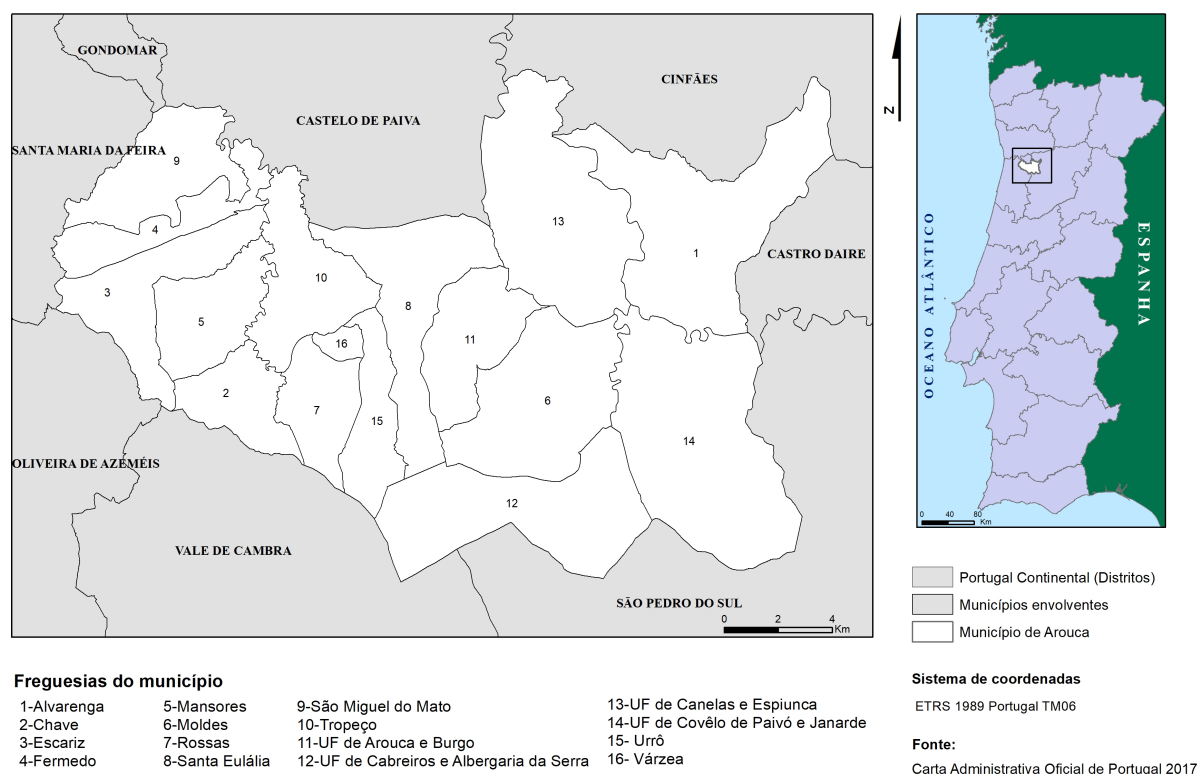 GONDOMAR
CINFÃES
CASTELO DE PAIVA
SANTA MARIA DA FEIRA
9
13
4
1
CASTRO DAIRE
10
3
8
5
11
16
2
6
7
15
14
OLIVEIRA DE AZEMÉIS
12
VALE DE CAMBRA
SÃO PEDRO DO SUL
0 2 4
Km
N
OCEANO ATLÂNTICO
ESPANHA
0 40 80
Km
Portugal Continental (Distritos)
Municípios envolventes
Município de Arouca
Sistema de coordenadas
ETRS 1989 Portugal TM06
Fonte:
Carta Administrativa Oficial de Portugal 2017
Freguesias do município
1-Alvarenga
2-Chave
3-Escariz
4-Fermedo
5-Mansores
6-Moldes
7-Rossas
8-Santa Eulália
9-São Miguel do Mato
10-Tropeço
11-UF de Arouca e Burgo
12-UF de Cabreiros e Albergaria da Serra
13-UF de Canelas e Espiunca
14-UF de Covêlo de Paivó e Janarde
15- Urrô
16- Várzea